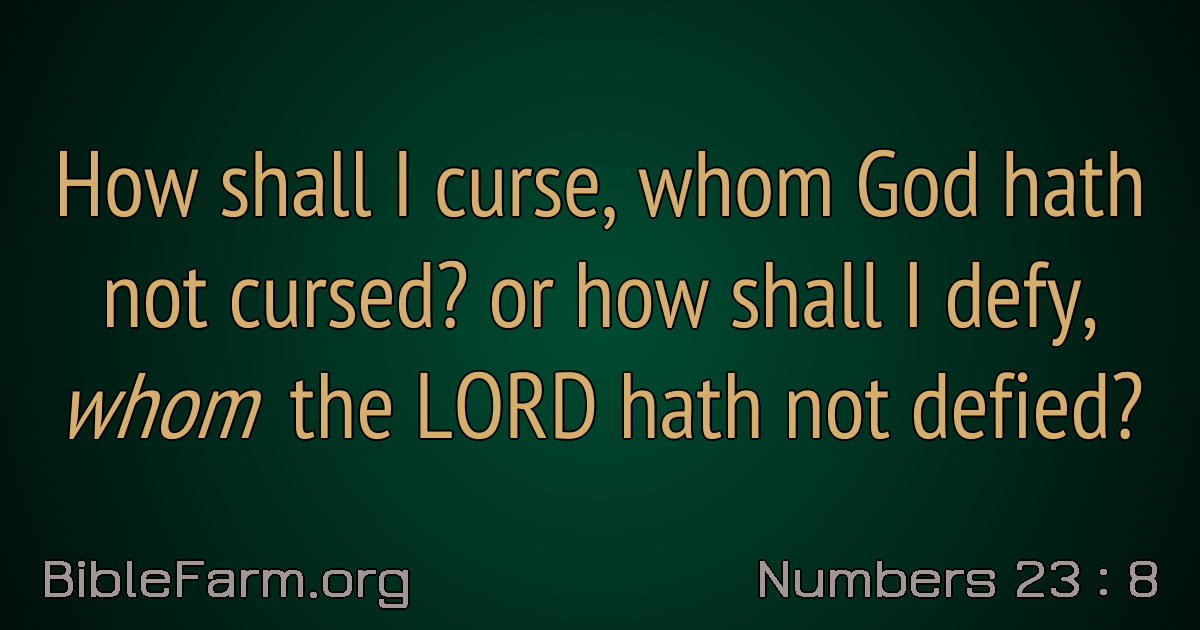 How shall I curse, whom God hath
not cursed? or how shall I defy,
whom the LORD hath not defied?
BibleFarm.org
Numbers 23 : 8